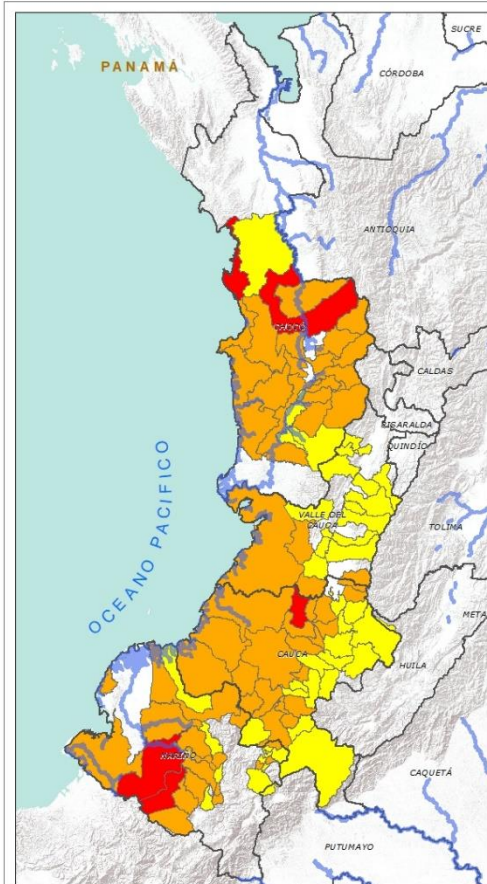 SUCRE
PANAMÁ
CÓRDOBA
ANTIOQUIA
CHOCÓ
CALDAS
RISARALDA
QUINDÍO
OCEANO PACIFICO
VALLE DEL
CAUCA
TOLIMA
META
CAUCA
HUILA
NARIÑO
CAQUETÁ
PUTUMAYO